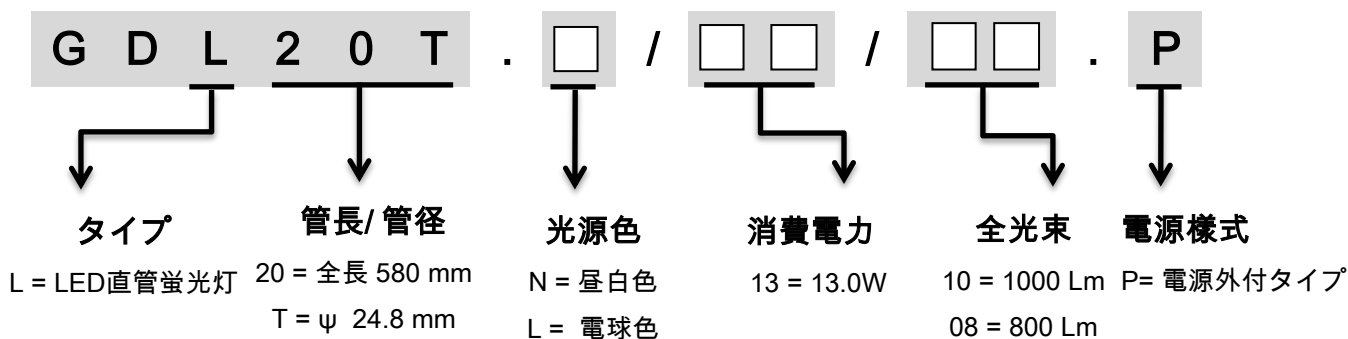 G D L 2 0 T . □ / □ □ / □ □ . P
タイプ
L = LED直管蛍光灯
管長/ 管径
20 = 全長 580 mm
T = ψ 24.8 mm
光源色
N = 昼白色
L = 電球色
消費電力
13 = 13.0W
全光束
10 = 1000 Lm
08 = 800 Lm
電源樣式
P= 電源外付タイプ